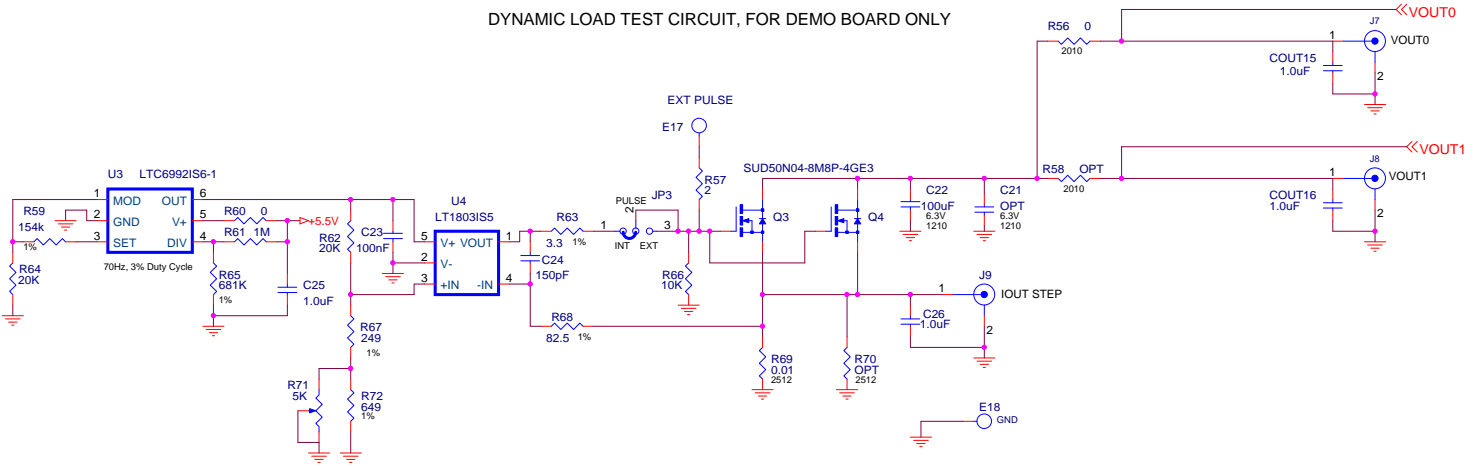 DYNAMIC LOAD TEST CIRCUIT, FOR DEMO BOARD ONLY
VOUT0
R56 0
2010
J7
1
VOUT0
COUT15
1.0uF
2
VOUT1
R58 OPT
2010
J8
1
VOUT1
COUT16
1.0uF
2
EXT PULSE
E17
R57
2
SUD50N04-8M8P-4GE3
Q3
Q4
C22
100uF
6.3V
1210
C21
OPT
6.3V
1210
U3 LTC6992IS6-1
1 MOD OUT 6
2 GND V+ 5
3 SET DIV 4
70Hz, 3% Duty Cycle
R59
154k
1%
R64
20K
R60 0
R61 1M
+5.5V
R65
681K
1%
C25
1.0uF
R62
20K
C23
100nF
U4
LT1803IS5
5 V+ VOUT 1
2 V-
3 +IN -IN 4
R63
3.3 1%
C24
150pF
JP3
PULSE
2
1 3
INT EXT
R66
10K
R67
249
1%
R68
82.5 1%
R71
5K
R72
649
1%
R69
0.01
2512
R70
OPT
2512
C26
1.0uF
J9
1
IOUT STEP
2
E18
GND